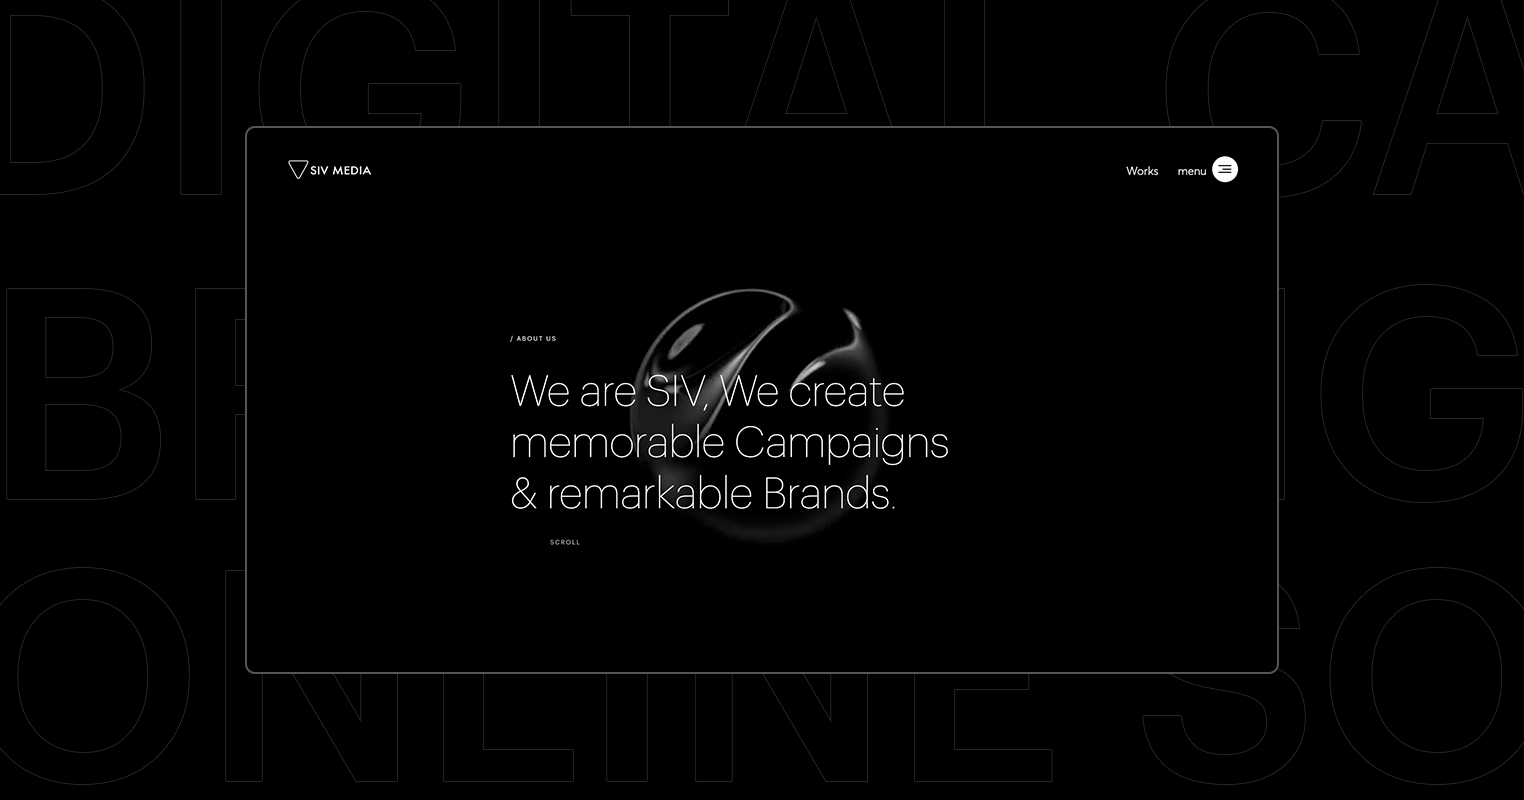 DIGITAL CA
SIV MEDIA
Works
menu
/ ABOUT US
We are SIV, We create
memorable Campaigns
& remarkable Brands.
SCROLL
ONLINE SO